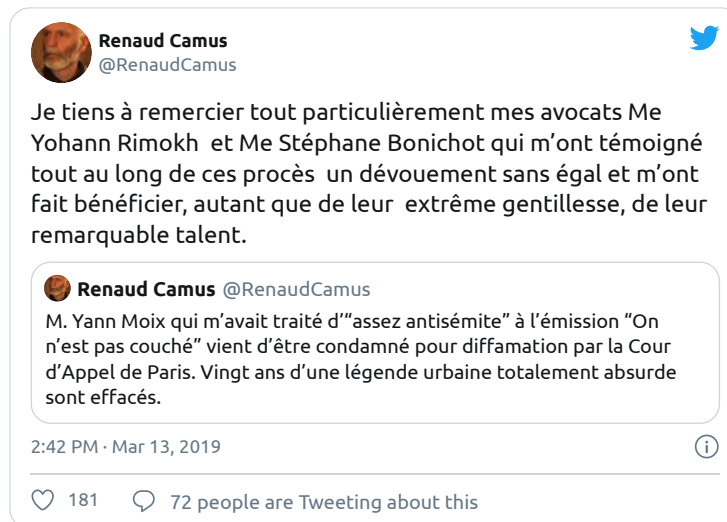 Renaud Camus
@RenaudCamus
Je tiens à remercier tout particulièrement mes avocats Me
Yohann Rimokh et Me Stéphane Bonichot qui m’ont témoigné
tout au long de ces procès un dévouement sans égal et m’ont
fait bénéficier, autant que de leur extrême gentillesse, de leur
remarquable talent.
Renaud Camus @RenaudCamus
M. Yann Moix qui m’avait traité d’“assez antisémite” à l’émission “On
n’est pas couché” vient d’être condamné pour diffamation par la Cour
d’Appel de Paris. Vingt ans d’une légende urbaine totalement absurde
sont effacés.
2:42 PM · Mar 13, 2019
181 72 people are Tweeting about this